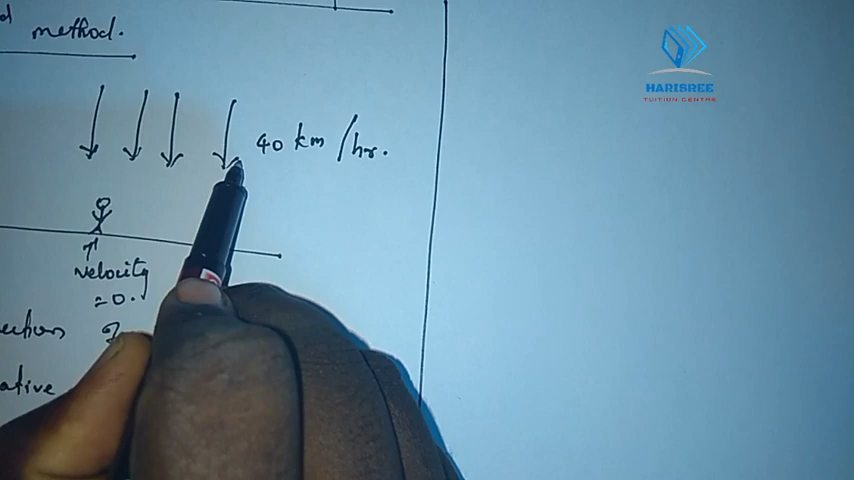 method.
40 km/hr.
velocity
=0.
HARISREE
TUITION CENTRE